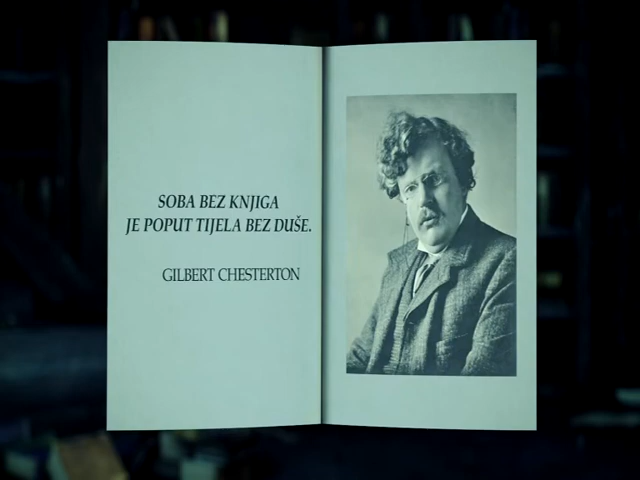 SOBA BEZ KNJIGA
JE POPUT TIJELA BEZ DUŠE.
GILBERT CHESTERTON